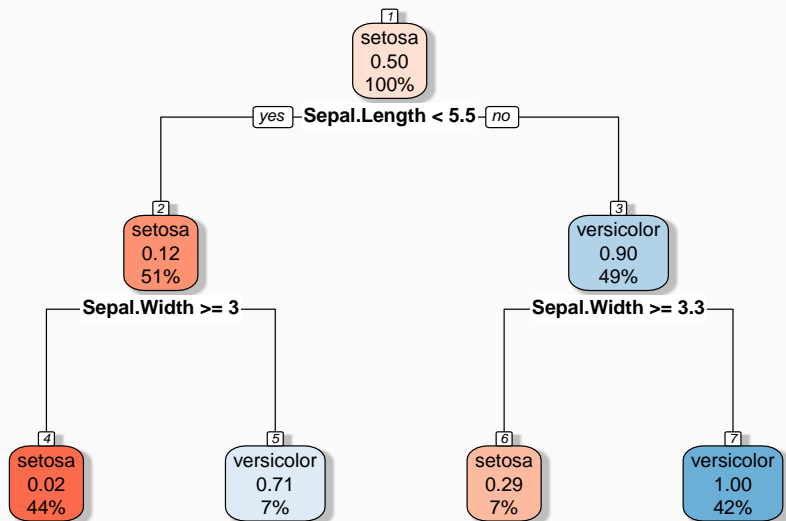 1
setosa
0.50
100%
yes Sepal.Length < 5.5 no
2
setosa
0.12
51%
3
versicolor
0.90
49%
Sepal.Width >= 3
Sepal.Width >= 3.3
4
setosa
0.02
44%
5
versicolor
0.71
7%
6
setosa
0.29
7%
7
versicolor
1.00
42%